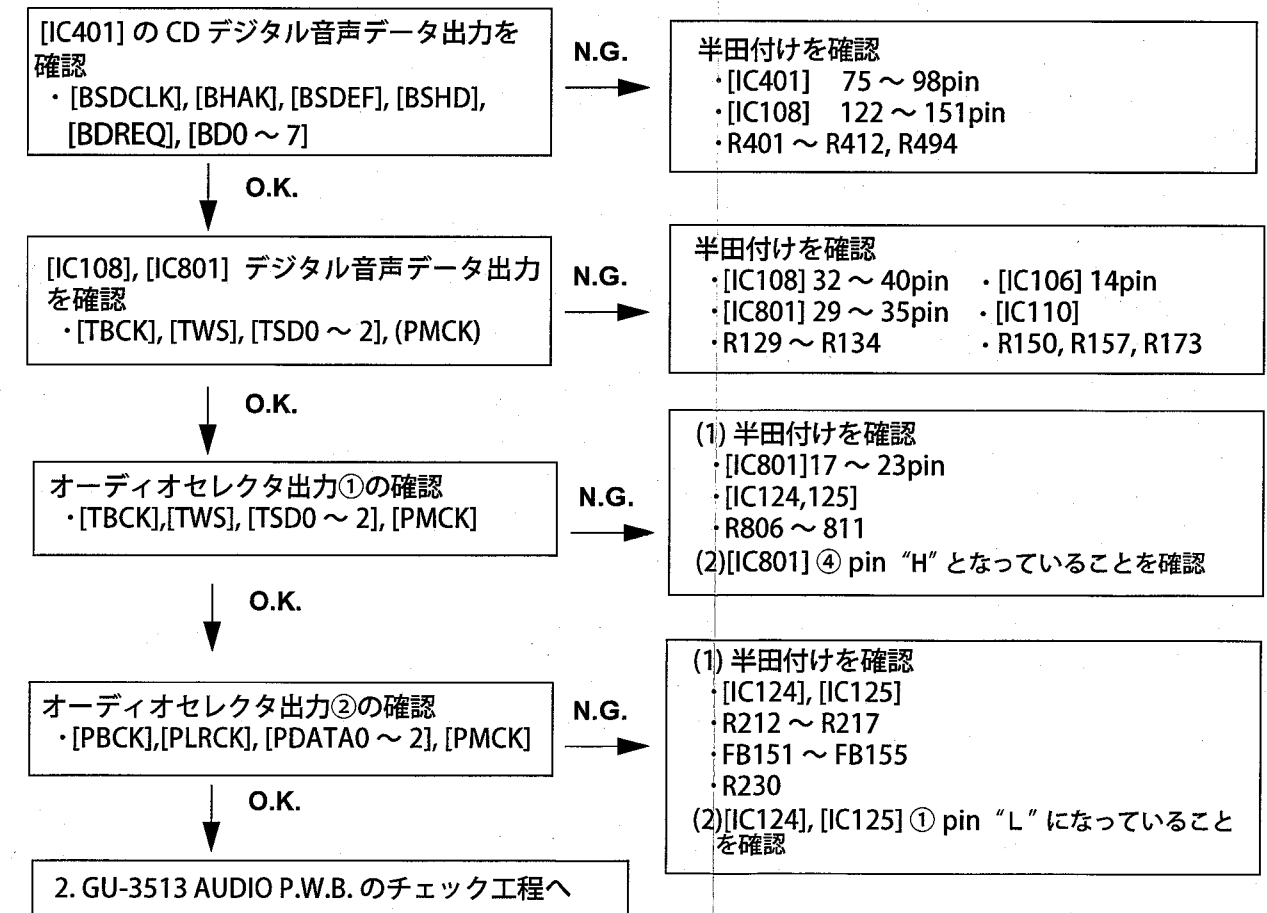 [IC401] の CD デジタル音声データ出力を
確認
・ [BSDCLK], [BHAK], [BSDEF], [BSHD],
[BDREQ], [BD0 ～ 7]
N.G.
半田付けを確認
・[IC401] 75 ～ 98pin
・[IC108] 122 ～ 151pin
・R401 ～ R412, R494
O.K.
[IC108], [IC801] デジタル音声データ出力
を確認
・[TBCK], [TWS], [TSD0 ～ 2], (PMCK)
N.G.
半田付けを確認
・[IC108] 32 ～ 40pin ・ [IC106] 14pin
・[IC801] 29 ～ 35pin ・ [IC110]
・R129 ～ R134 ・ R150, R157, R173
O.K.
オーディオセレクタ出力①の確認
・[TBCK],[TWS], [TSD0 ～ 2], [PMCK]
N.G.
(1) 半田付けを確認
・[IC801]17 ～ 23pin
・[IC124,125]
・R806 ～ 811
(2)[IC801] ④ pin “H” となっていることを確認
O.K.
オーディオセレクタ出力②の確認
・[PBCK],[PLRCK], [PDATA0 ～ 2], [PMCK]
N.G.
(1) 半田付けを確認
・[IC124], [IC125]
・R212 ～ R217
・FB151 ～ FB155
・R230
(2)[IC124], [IC125] ① pin “L” になっていること
を確認
O.K.
2. GU-3513 AUDIO P.W.B. のチェック工程へ